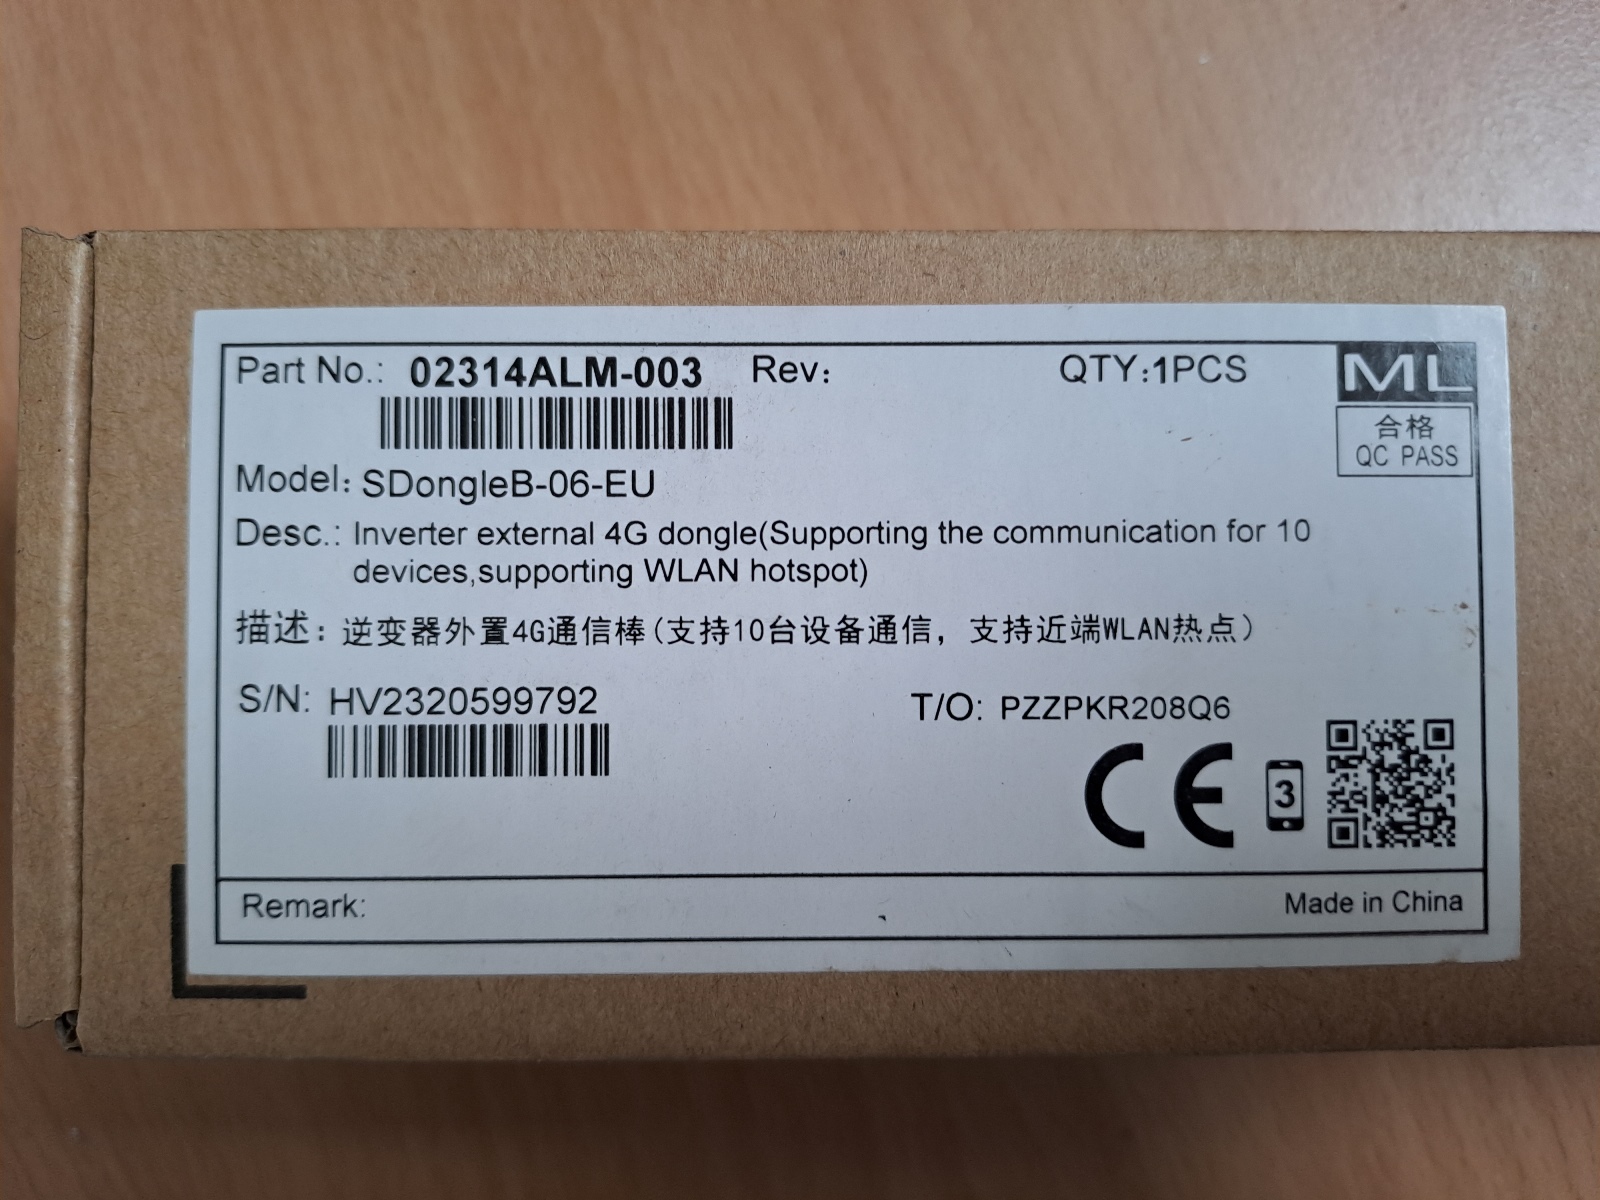 Part No.: 02314ALM-003 Rev: QTY:1PCS ML
合格
QC PASS
Model: SDongleB-06-EU
Desc.: Inverter external 4G dongle(Supporting the communication for 10
devices,supporting WLAN hotspot)
描述: 逆变器外置4G通信棒(支持10台设备通信，支持近端WLAN热点)
S/N: HV2320599792 T/O: PZZPKR208Q6
CE 3
Remark: Made in China